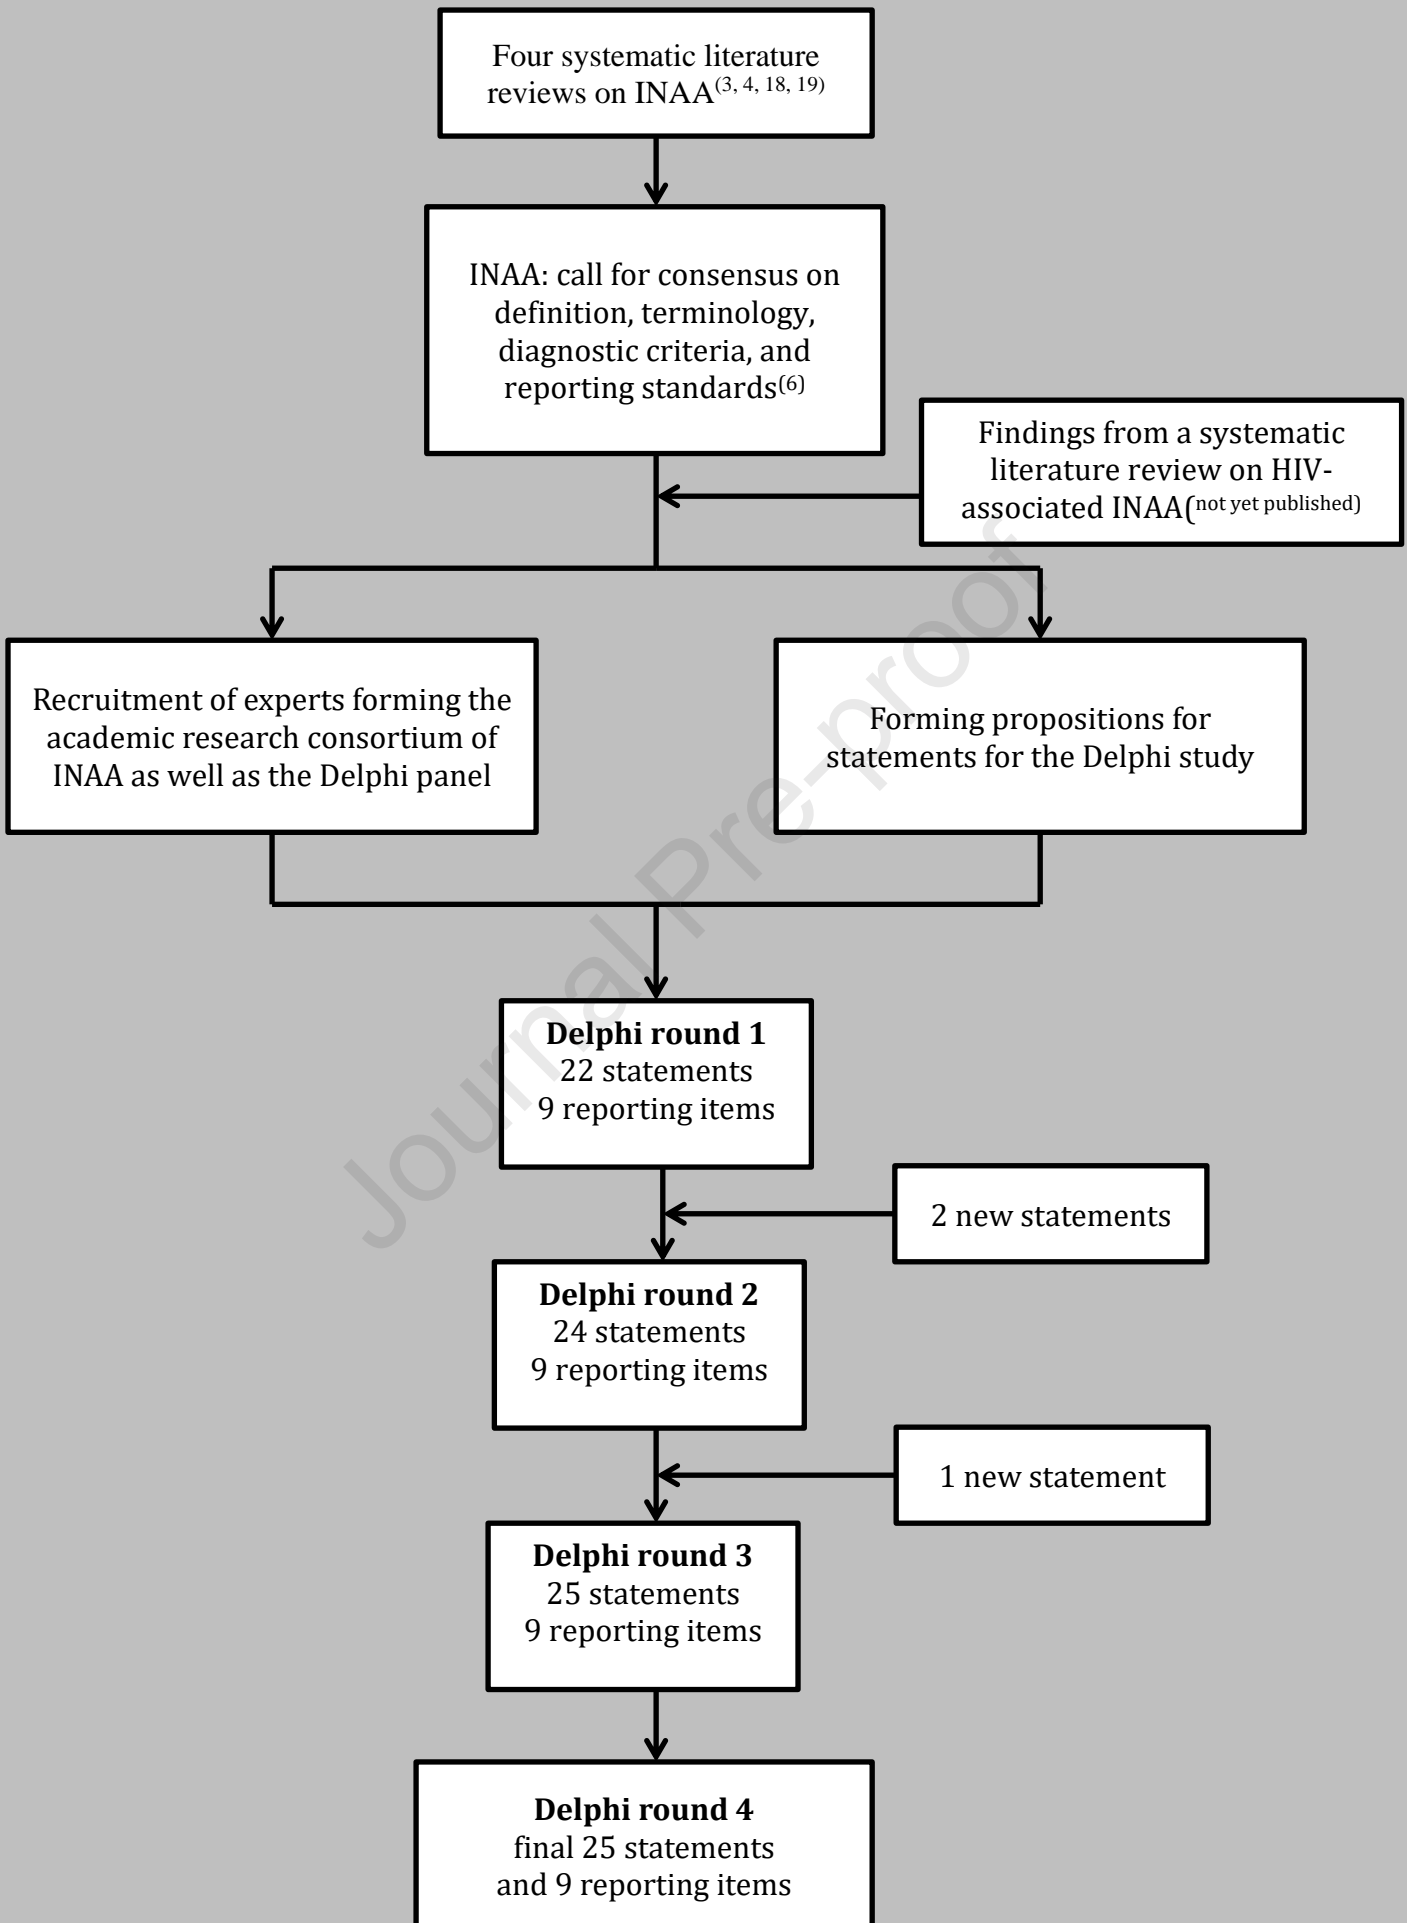 Four systematic literature
reviews on INAA(3, 4, 18, 19)
INAA: call for consensus on
definition, terminology,
diagnostic criteria, and
reporting standards(6)
Findings from a systematic
literature review on HIV-
associated INAA(not yet published)
Recruitment of experts forming the
academic research consortium of
INAA as well as the Delphi panel
Forming propositions for
statements for the Delphi study
Delphi round 1
22 statements
9 reporting items
2 new statements
Delphi round 2
24 statements
9 reporting items
1 new statement
Delphi round 3
25 statements
9 reporting items
Delphi round 4
final 25 statements
and 9 reporting items
Journal Pre-proof